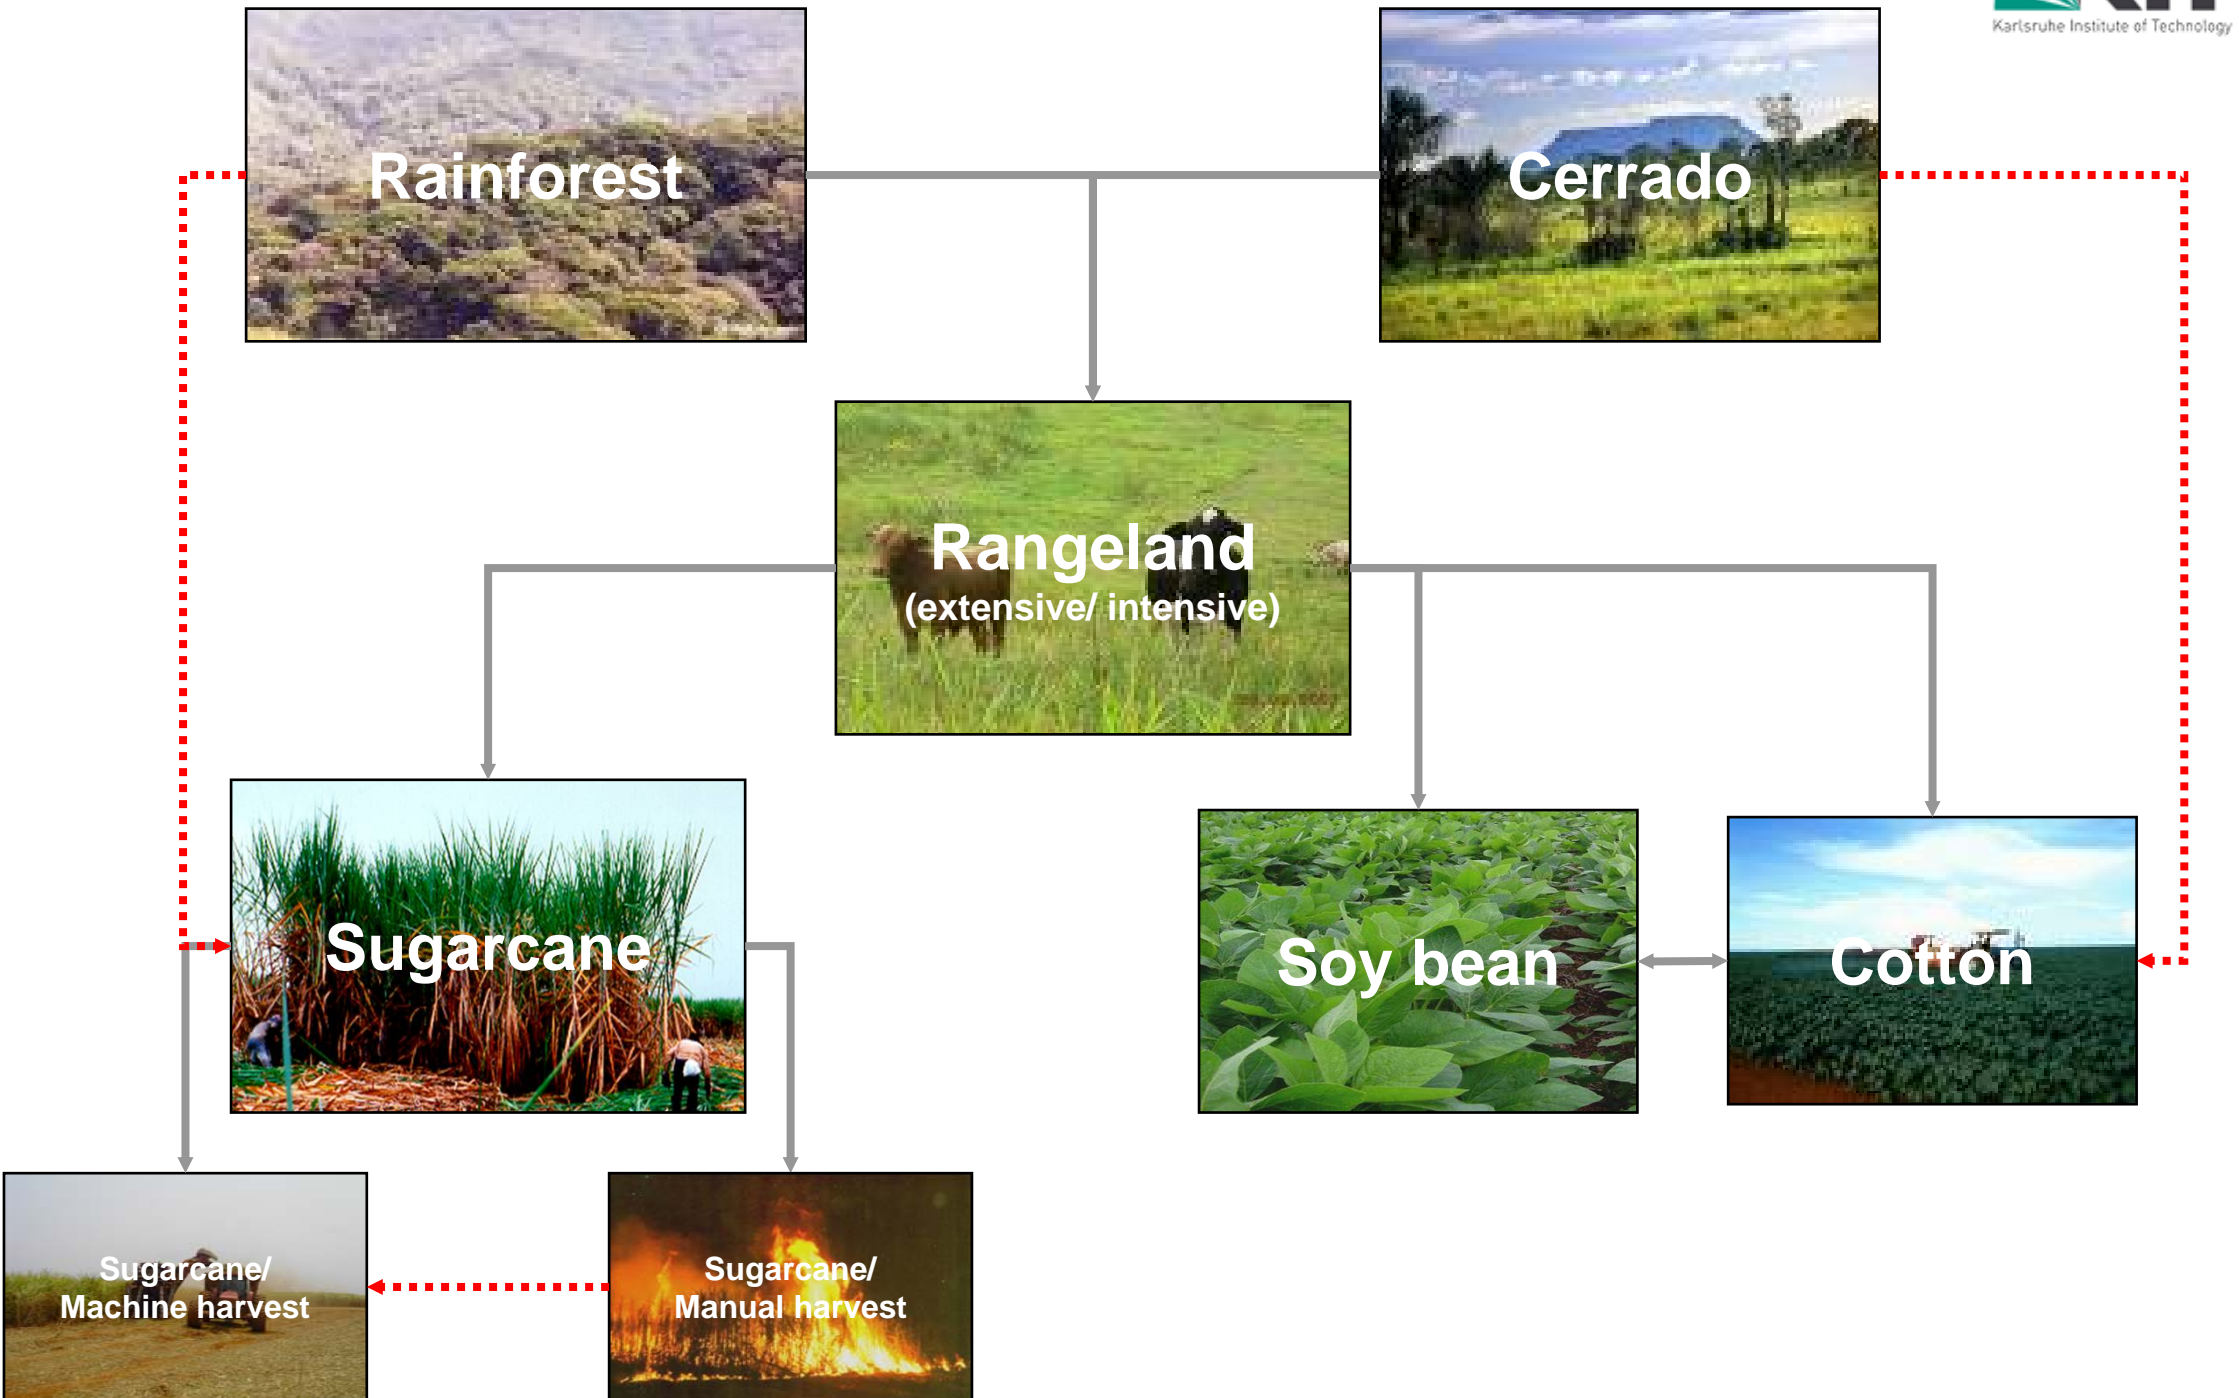 Karlsruhe Institute of Technology
Rainforest
Cerrado
Rangeland
(extensive/ intensive)
Sugarcane
Soy bean
Cotton
Sugarcane/
Machine harvest
Sugarcane/
Manual harvest